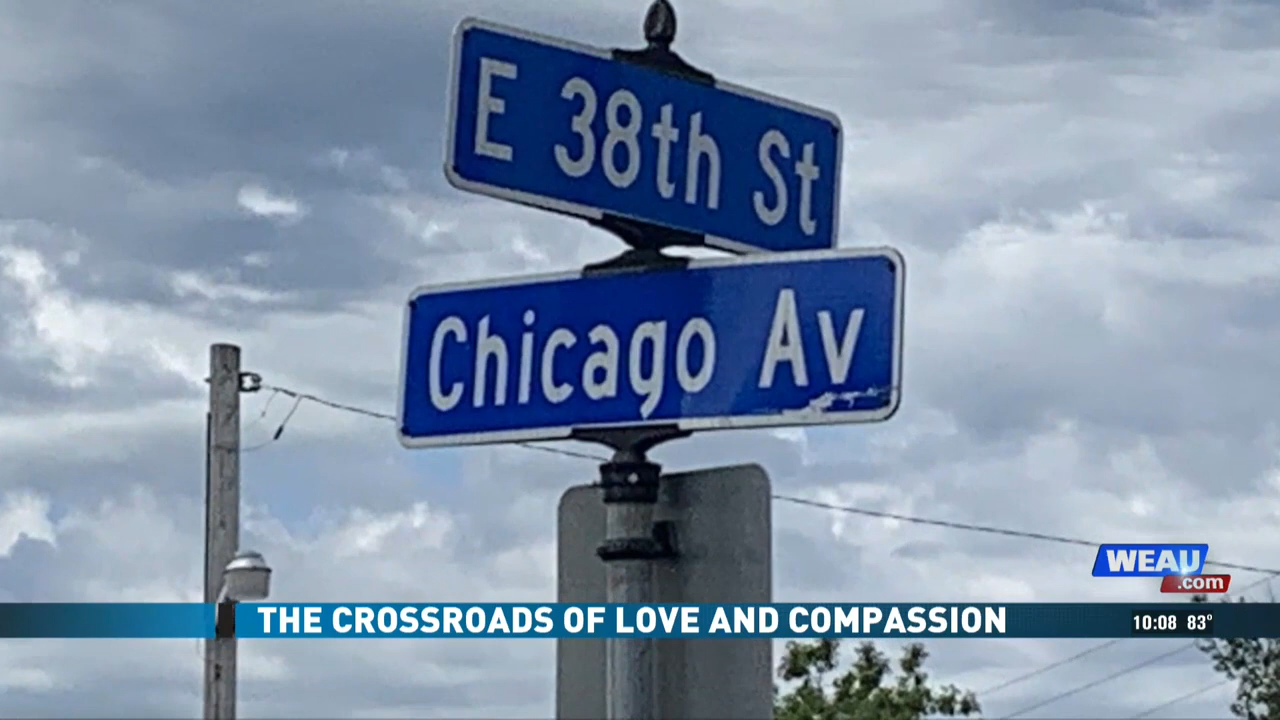 E 38th St
Chicago Av
WEAU
.com
THE CROSSROADS OF LOVE AND COMPASSION
10:08 83°